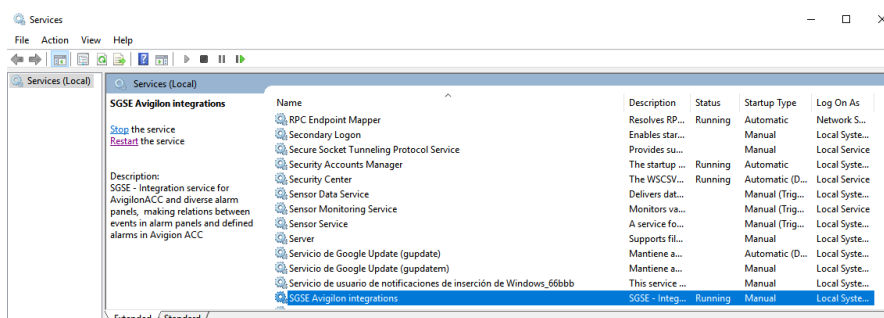 Services
File Action View Help
Services (Local)
Services (Local)
SGSE Avigilon integrations
Stop the service
Restart the service
Description:
SGSE - Integration service for
AvigilonACC and diverse alarm
panels, making relations between
events in alarm panels and defined
alarms in Avigion ACC
Name Description Status Startup Type Log On As
RPC Endpoint Mapper Resolves RP... Running Automatic Network S...
Secondary Logon Enables star... Manual Local Syste...
Secure Socket Tunneling Protocol Service Provides su... Manual Local Service
Security Accounts Manager The startup ... Running Automatic Local Syste...
Security Center The WSCSV... Running Automatic (D... Local Service
Sensor Data Service Delivers dat... Manual (Trig... Local Syste...
Sensor Monitoring Service Monitors va... Manual (Trig... Local Service
Sensor Service A service fo... Manual (Trig... Local Syste...
Server Supports fil... Manual Local Syste...
Servicio de Google Update (gupdate) Mantiene a... Automatic (D... Local Syste...
Servicio de Google Update (gupdatem) Mantiene a... Manual Local Syste...
Servicio de usuario de notificaciones de inserción de Windows_66bbb This service ... Manual Local Syste...
SGSE Avigilon integrations SGSE - Integ... Running Manual Local Syste...
Extended Standard